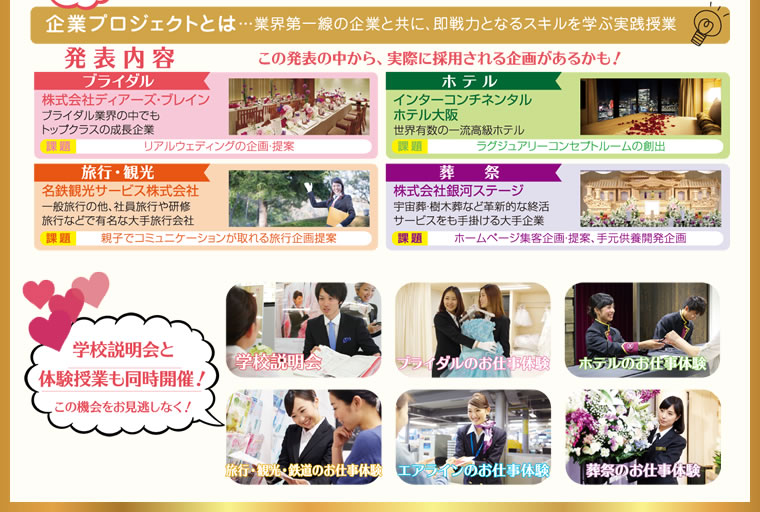 企業プロジェクトとは…業界第一線の企業と共に、即戦力となるスキルを学ぶ実践授業
発表内容 この発表の中から、実際に採用される企画があるかも！
ブライダル
株式会社ディアーズ・ブレイン
ブライダル業界の中でも
トップクラスの成長企業
課題 リアルウェディングの企画・提案
ホテル
インターコンチネンタル
ホテル大阪
世界有数の一流高級ホテル
課題 ラグジュアリーコンセプトルームの創出
旅行・観光
名鉄観光サービス株式会社
一般旅行の他、社員旅行や研修
旅行などで有名な大手旅行会社
課題 親子でコミュニケーションが取れる旅行企画提案
葬祭
株式会社銀河ステージ
宇宙葬・樹木葬など革新的な終活
サービスをも手掛ける大手企業
課題 ホームページ集客企画・提案、手元供養開発企画
学校説明会と
体験授業も同時開催！
この機会をお見逃しなく！
学校説明会
ブライダルのお仕事体験
ホテルのお仕事体験
旅行・観光・鉄道のお仕事体験
エアラインのお仕事体験
葬祭のお仕事体験